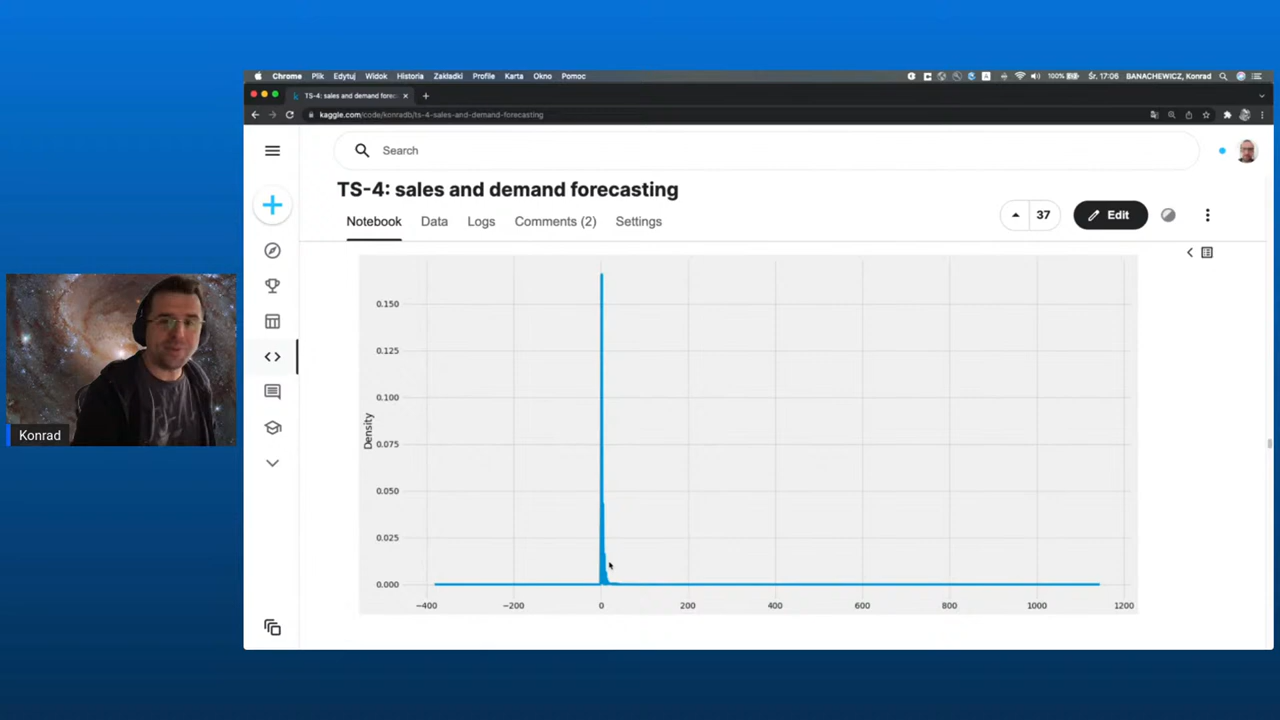 Chrome Plik Edytuj Widok Historia Zakładki Profile Karta Okno Pomoc 100% Śr. 17:06 BANACHEWICZ, Konrad
TS-4: sales and demand forec
kaggle.com/code/konradb/ts-4-sales-and-demand-forecasting
Search
TS-4: sales and demand forecasting
Notebook Data Logs Comments (2) Settings
37 Edit
0.150
0.125
0.100
0.075
0.050
0.025
0.000
Density
−400 −200 0 200 400 600 800 1000 1200
Konrad